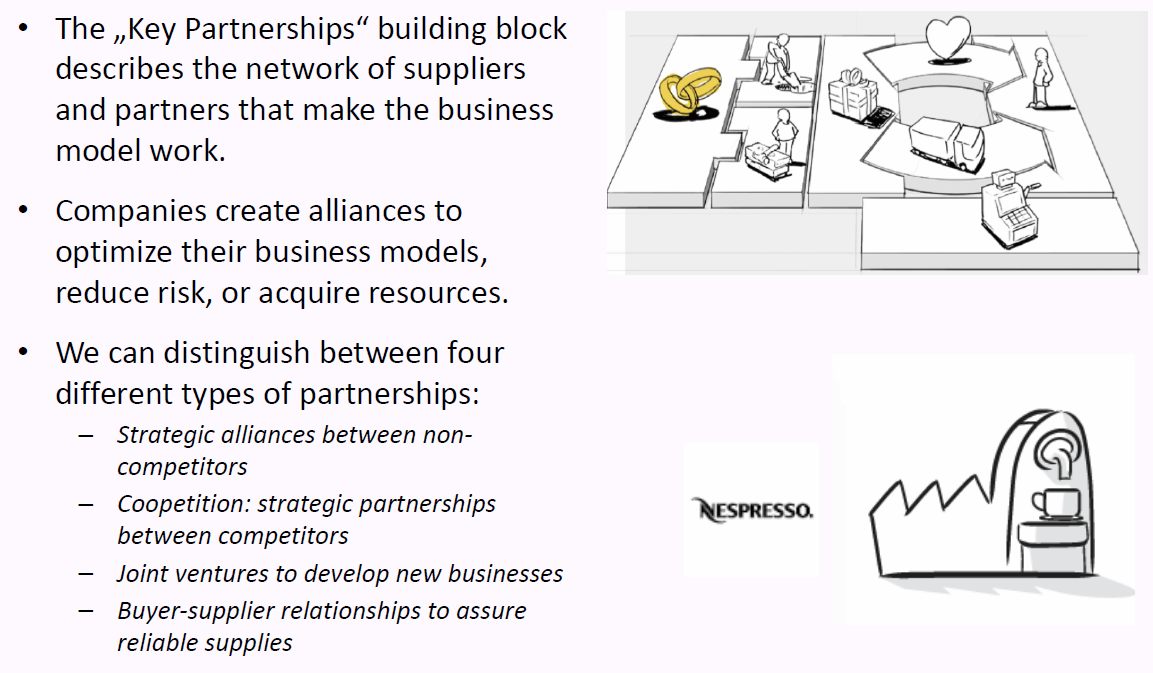 • The „Key Partnerships“ building block
describes the network of suppliers
and partners that make the business
model work.
• Companies create alliances to
optimize their business models,
reduce risk, or acquire resources.
• We can distinguish between four
different types of partnerships:
– Strategic alliances between non-
competitors
– Coopetition: strategic partnerships
between competitors
– Joint ventures to develop new businesses
– Buyer-supplier relationships to assure
reliable supplies
NESPRESSO.